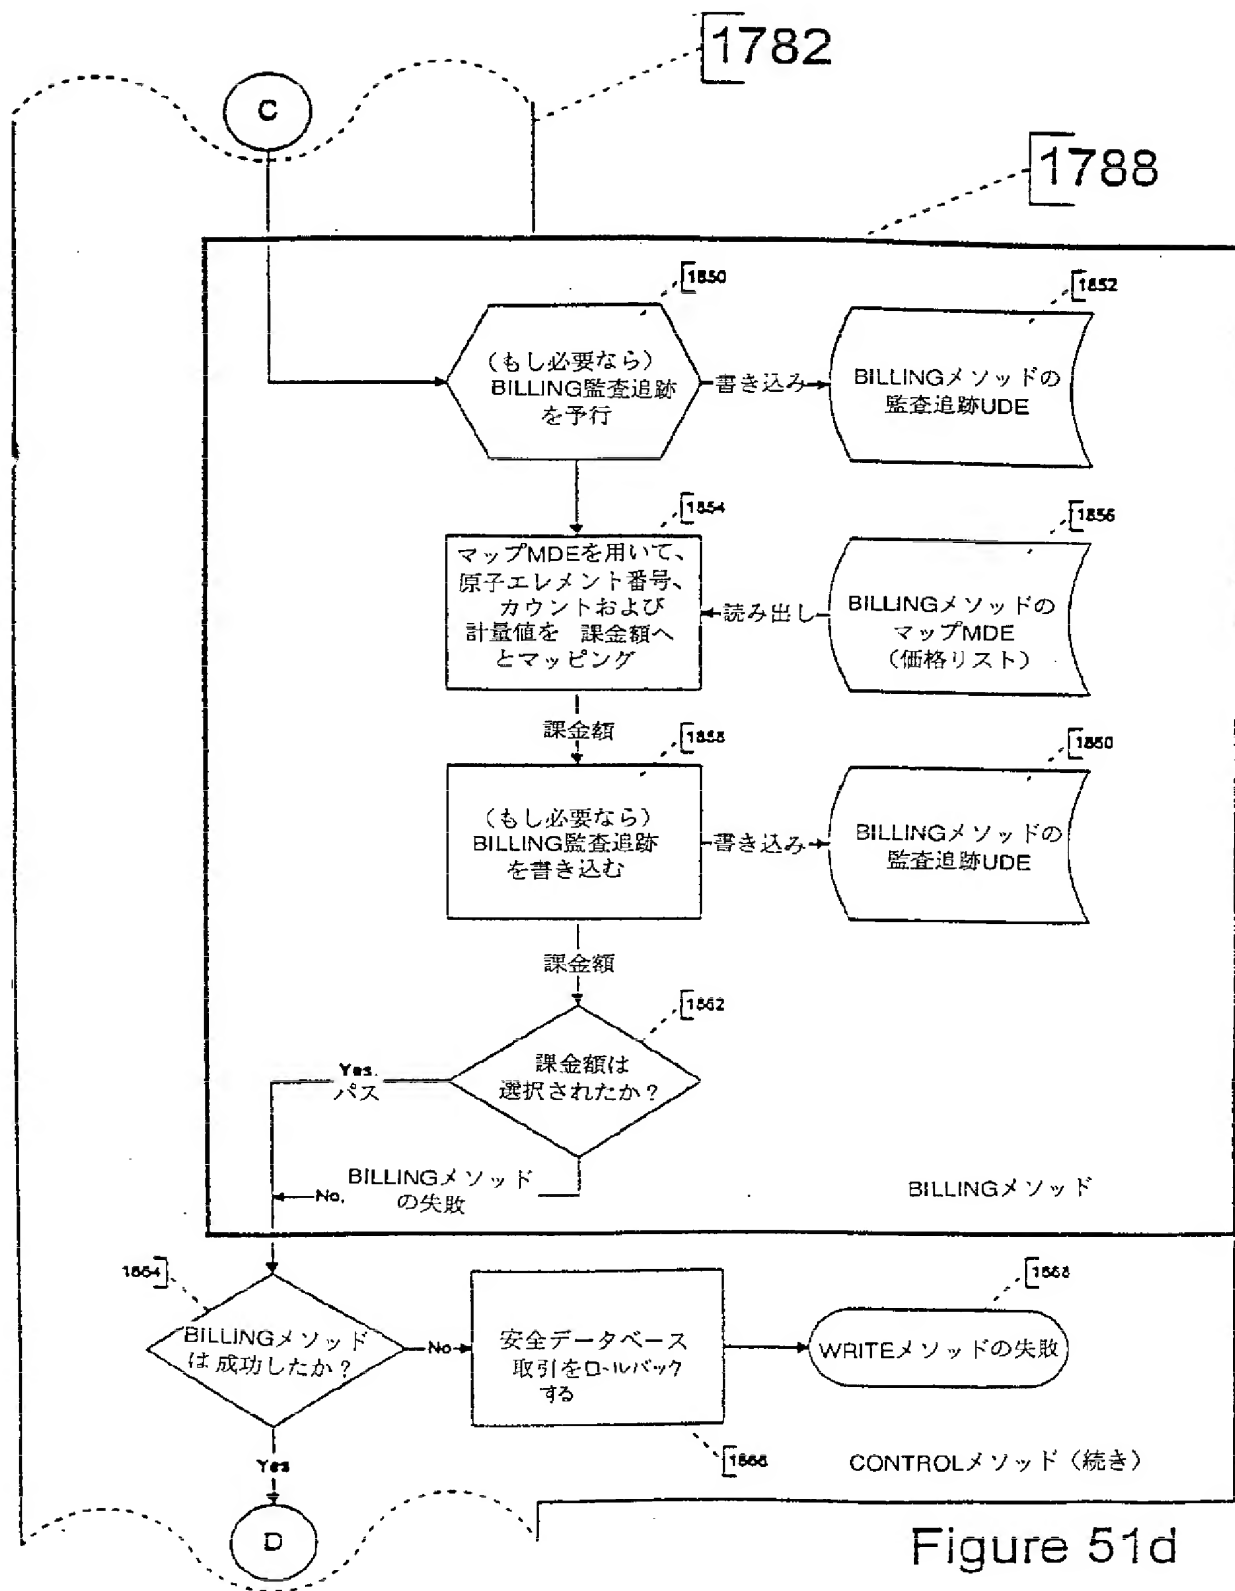 1782
C
1788
1850
1852
(もし必要なら)
BILLING監査追跡
を予行
書き込み
BILLINGメソッドの
監査追跡UDE
1854
1856
マップMDEを用いて、
原子エレメント番号、
カウントおよび
計量値を 課金額へ
とマッピング
読み出し
BILLINGメソッドの
マップMDE
(価格リスト)
課金額
1858
1860
(もし必要なら)
BILLING監査追跡
を書き込む
書き込み
BILLINGメソッドの
監査追跡UDE
課金額
1862
課金額は
選択されたか?
Yes.
パス
No.
BILLINGメソッド
の失敗
BILLINGメソッド
1864
BILLINGメソッド
は成功したか?
No
安全データベース
取引をロールバック
する
1866
1868
WRITEメソッドの失敗
Yes
CONTROLメソッド(続き)
D
Figure 51d